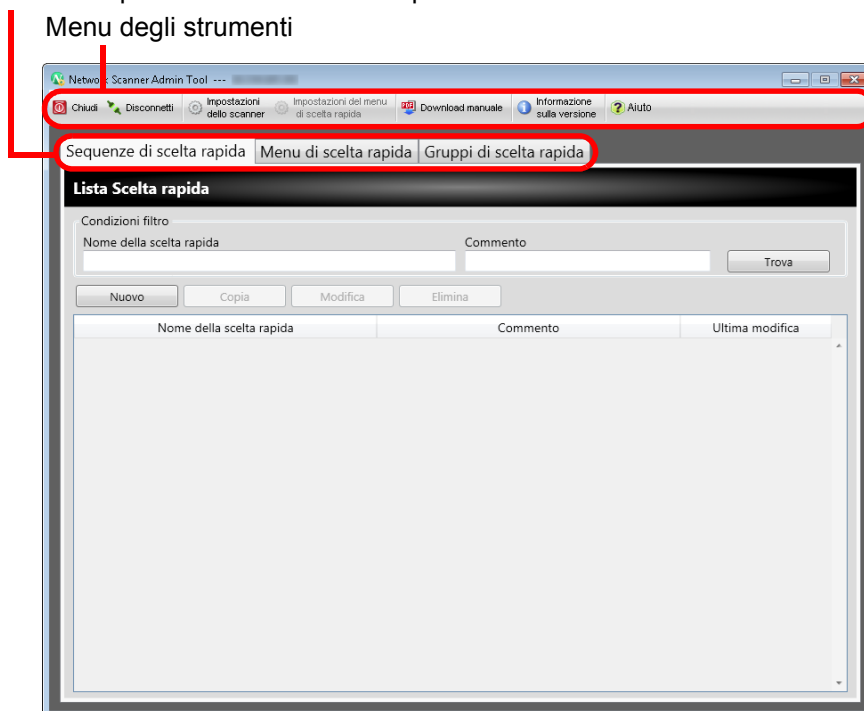 Menu degli strumenti
Network Scanner Admin Tool ---
Chiudi Disconnetti Impostazioni dello scanner Impostazioni del menu di scelta rapida Download manuale Informazione sulla versione Aiuto
Sequenze di scelta rapida Menu di scelta rapida Gruppi di scelta rapida
Lista Scelta rapida
Condizioni filtro
Nome della scelta rapida Commento
Trova
Nuovo Copia Modifica Elimina
Nome della scelta rapida Commento Ultima modifica